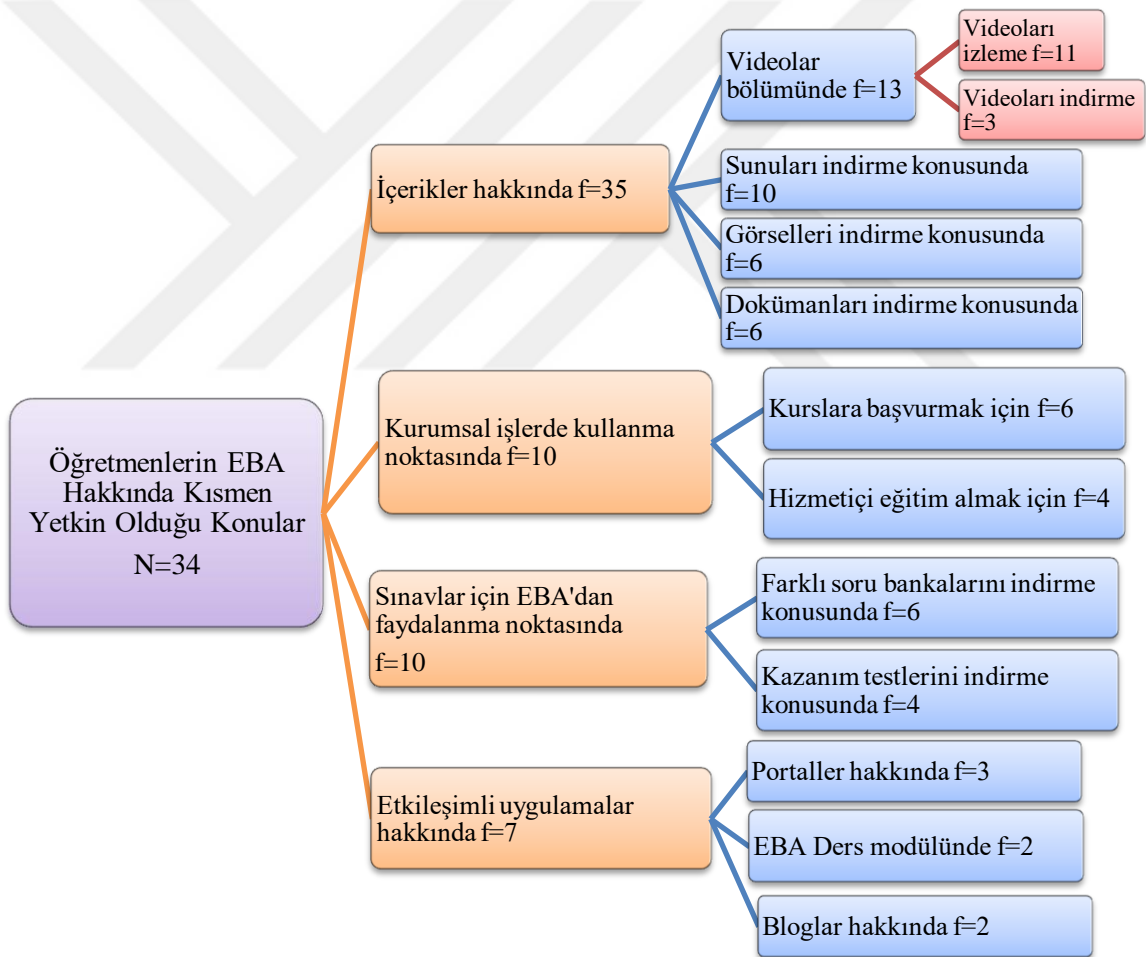 Öğretmenlerin EBA
Hakkında Kısmen
Yetkin Olduğu Konular
N=34
İçerikler hakkında f=35
Videolar
bölümünde f=13
Videoları
izleme f=11
Videoları indirme
f=3
Sunuları indirme konusunda
f=10
Görselleri indirme konusunda
f=6
Dokümanları indirme konusunda
f=6
Kurumsal işlerde kullanma
noktasında f=10
Kurslara başvurmak için f=6
Hizmetiçi eğitim almak için f=4
Sınavlar için EBA'dan
faydalanma noktasında
f=10
Farklı soru bankalarını indirme
konusunda f=6
Kazanım testlerini indirme
konusunda f=4
Etkileşimli uygulamalar
hakkında f=7
Portaller hakkında f=3
EBA Ders modülünde f=2
Bloglar hakkında f=2